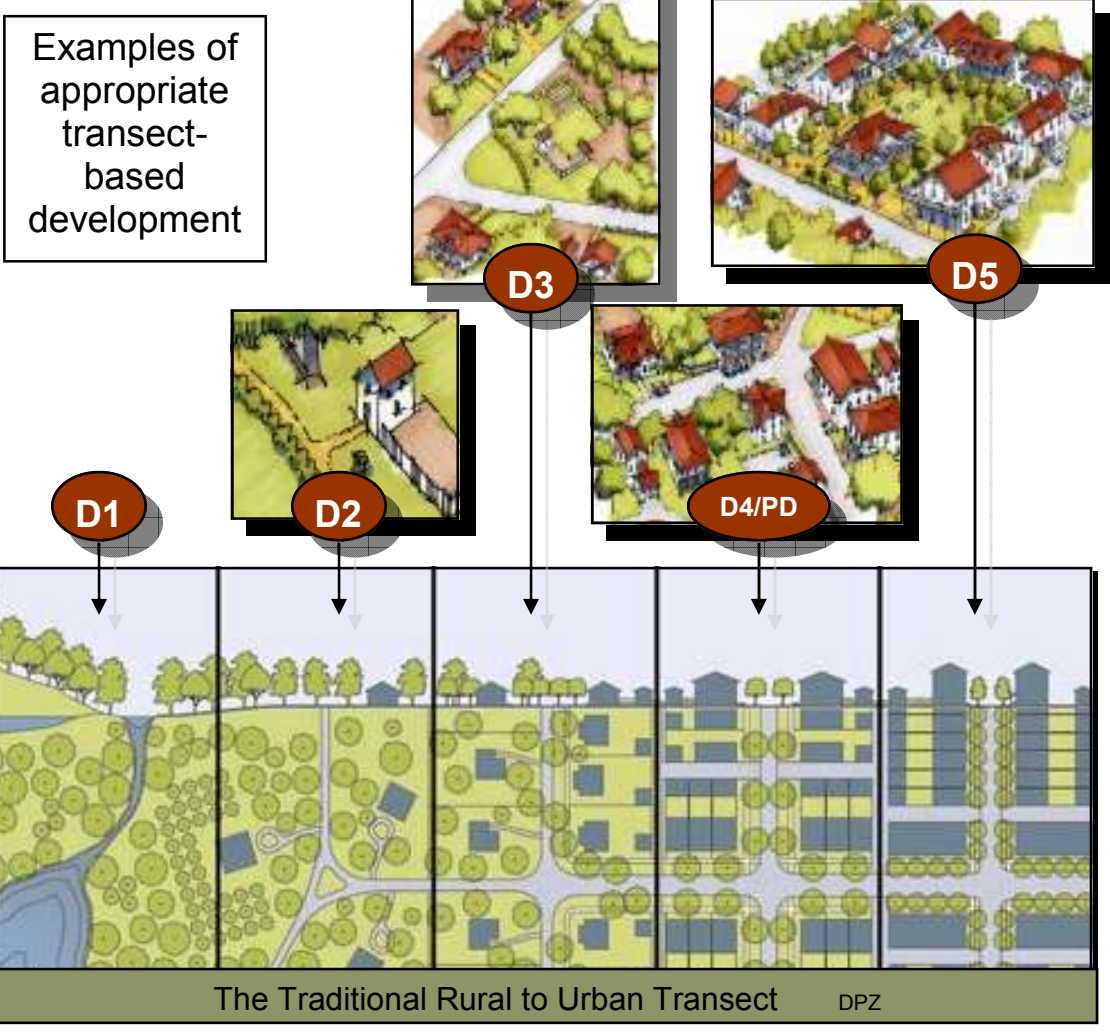 Examples of
appropriate
transect-
based
development
D3
D5
D1
D2
D4/PD
The Traditional Rural to Urban Transect DPZ